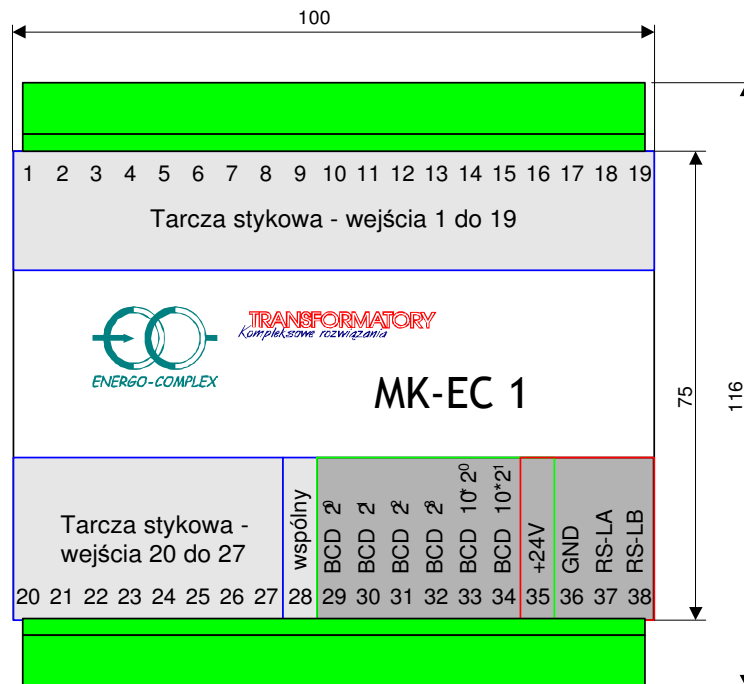 100
1 2 3 4 5 6 7 8 9 10 11 12 13 14 15 16 17 18 19
Tarcza stykowa - wejścia 1 do 19
TRANSFORMATORY
Kompleksowe rozwiązania
ENERGO-COMPLEX
MK-EC 1
75
116
Tarcza stykowa -
wejścia 20 do 27
wspólny
BCD 2⁰
BCD 2¹
BCD 2²
BCD 2³
BCD 10*2⁰
BCD 10*2¹
+24V
GND
RS-LA
RS-LB
20 21 22 23 24 25 26 27 28 29 30 31 32 33 34 35 36 37 38